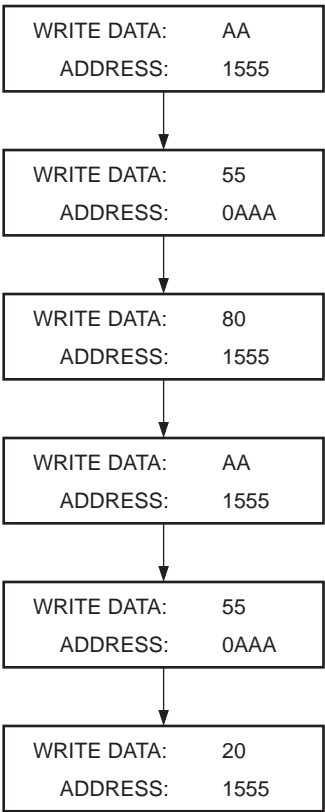 WRITE DATA: AA
ADDRESS: 1555
WRITE DATA: 55
ADDRESS: 0AAA
WRITE DATA: 80
ADDRESS: 1555
WRITE DATA: AA
ADDRESS: 1555
WRITE DATA: 55
ADDRESS: 0AAA
WRITE DATA: 20
ADDRESS: 1555